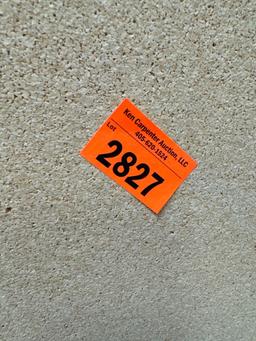 Ken Carpenter Auction, LLC
405-620-1524
Lot
2827